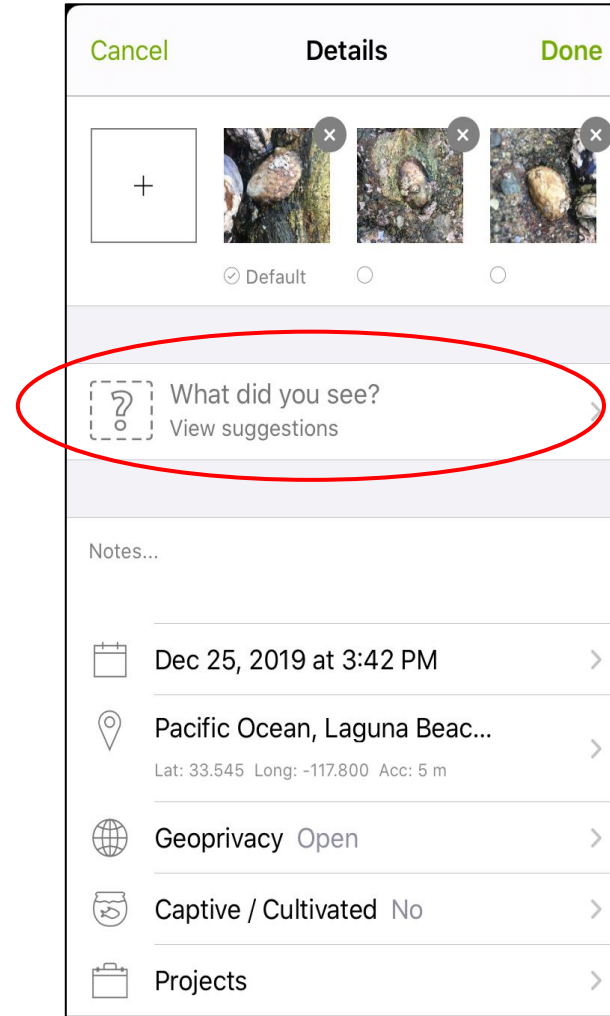 Cancel Details Done
Default
What did you see?
View suggestions
Notes...
Dec 25, 2019 at 3:42 PM
Pacific Ocean, Laguna Beac...
Lat: 33.545 Long: -117.800 Acc: 5 m
Geoprivacy Open
Captive / Cultivated No
Projects